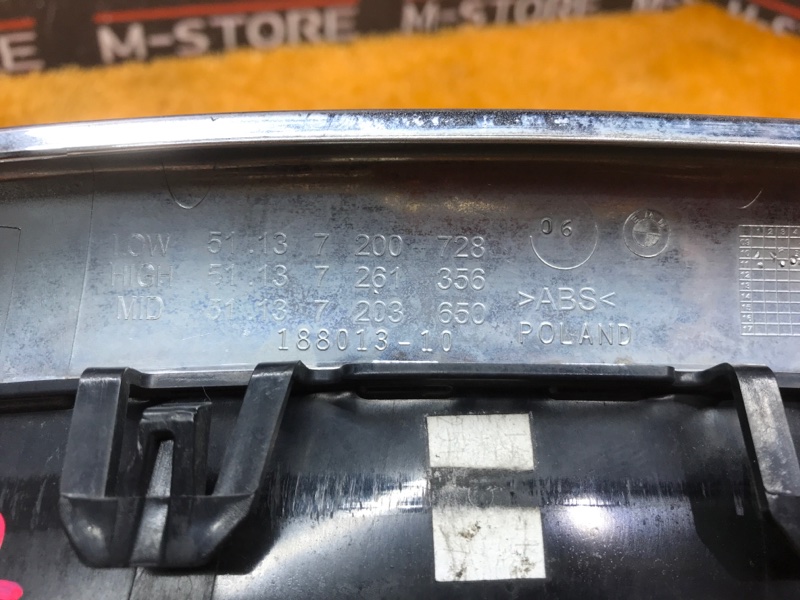 M-STORE
LOW 51.13 7 200-728
HIGH 51.13 7 261 356
MID 51.13 7 203 650
188013-10
06
BMW
>ABS<
POLAND